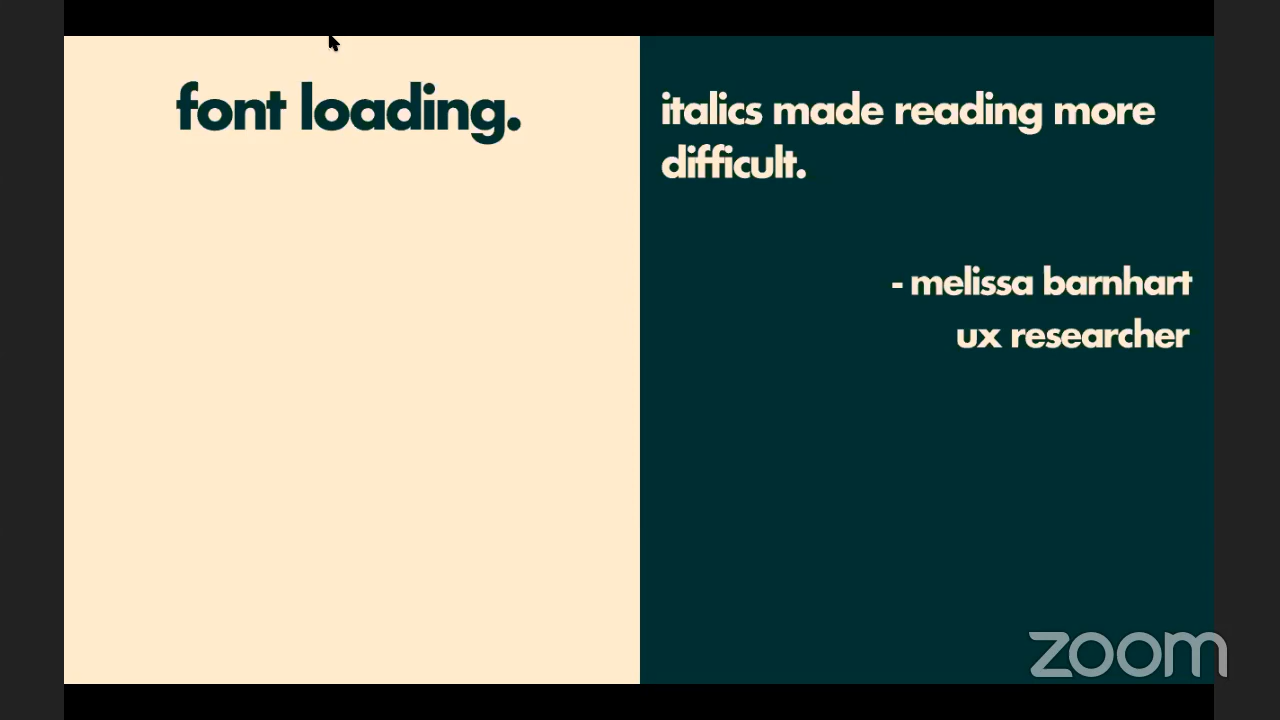 font loading.
italics made reading more
difficult.
- melissa barnhart
ux researcher
zoom